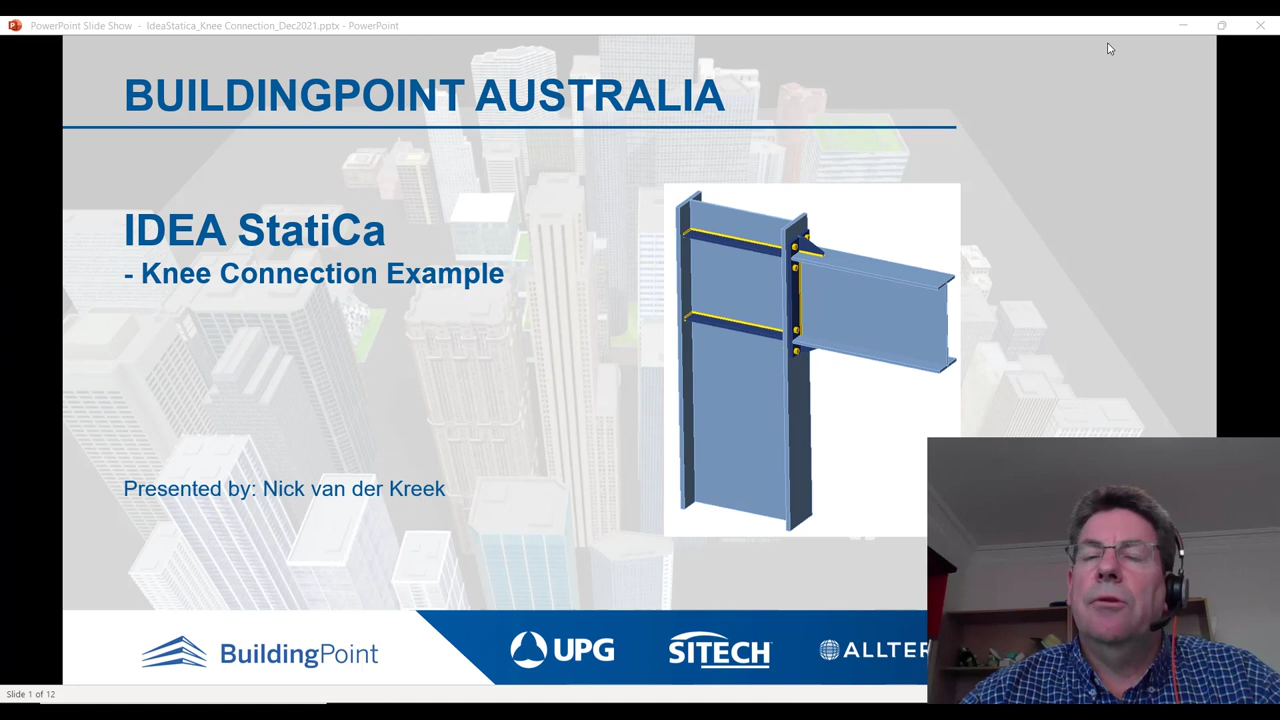 PowerPoint Slide Show - IdeaStatica_Knee Connection_Dec2021.pptx - PowerPoint
BUILDINGPOINT AUSTRALIA
IDEA StatiCa
- Knee Connection Example
Presented by: Nick van der Kreek
BuildingPoint
UPG
SITECH
ALLTER
Slide 1 of 12